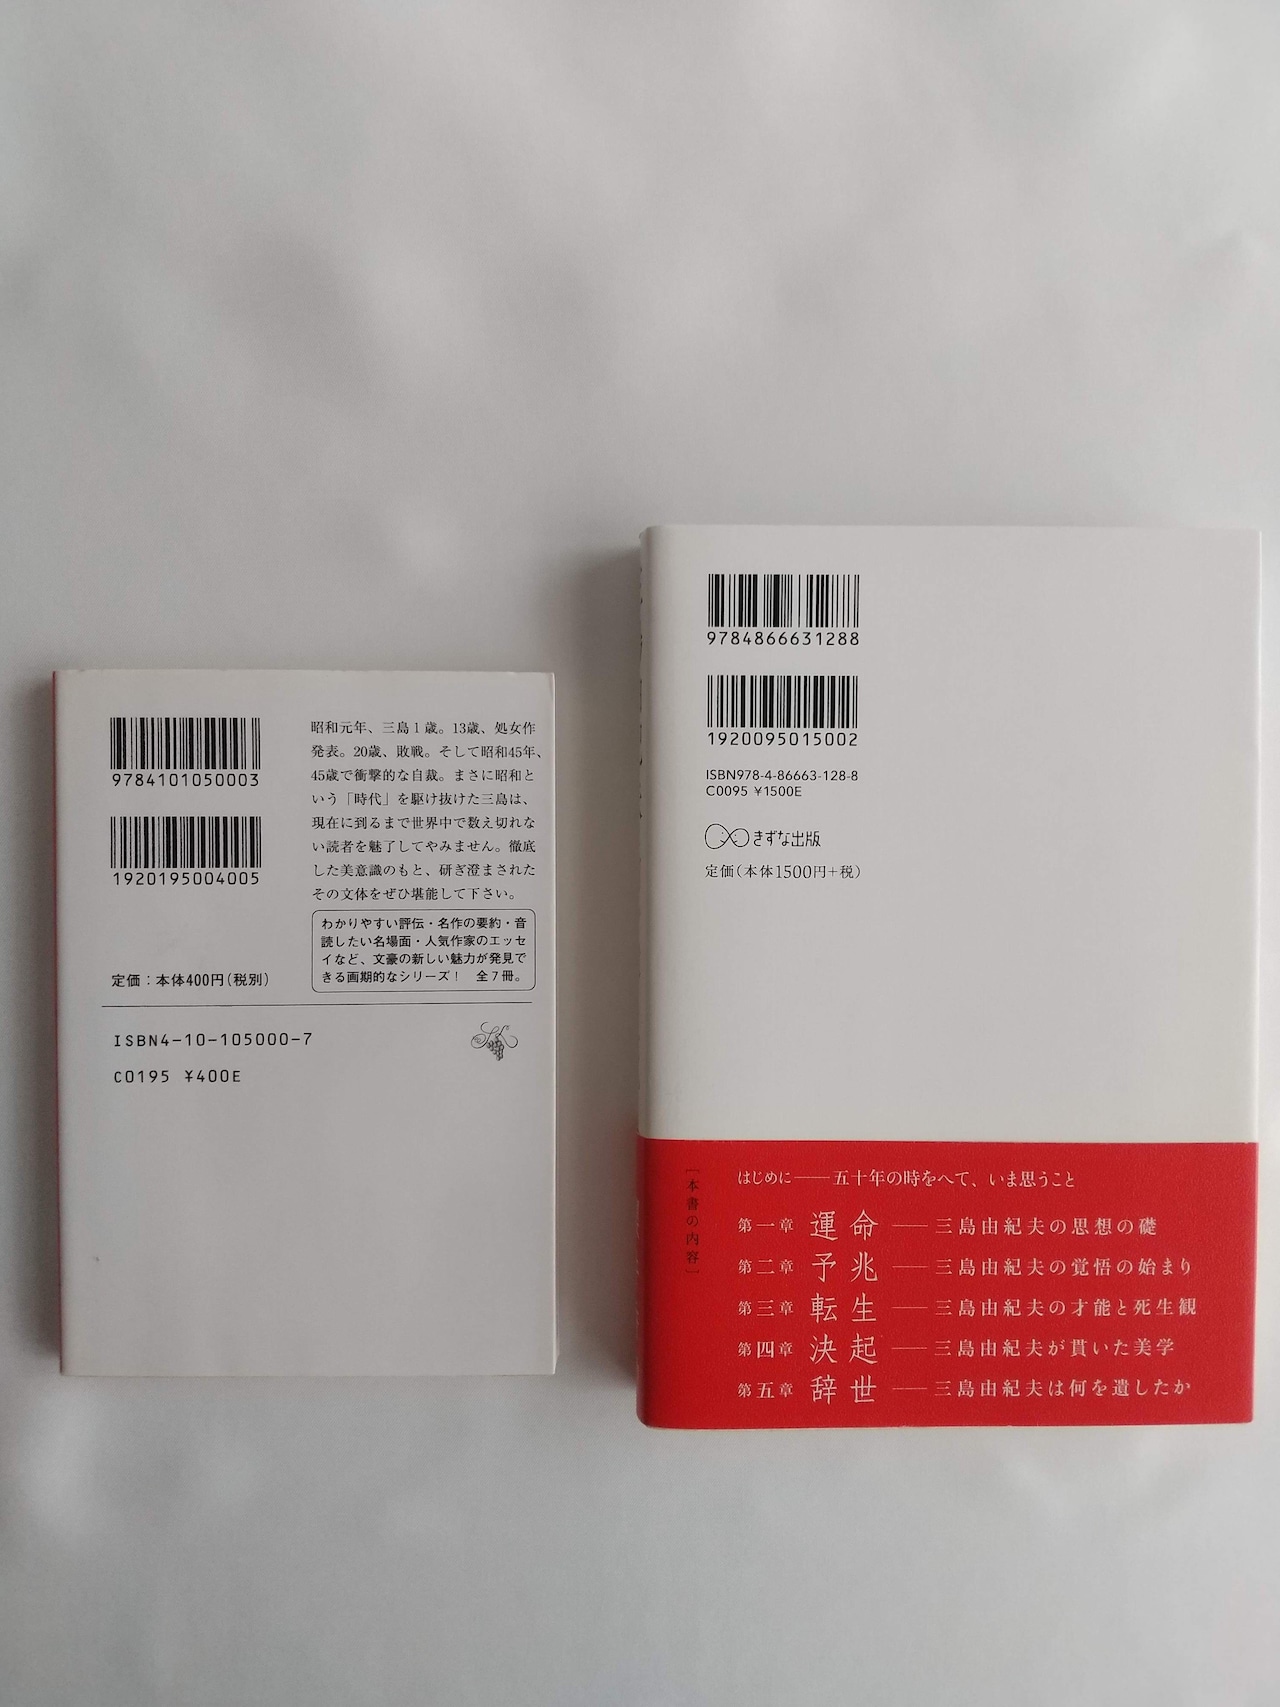 9784101050003
1920195004005
昭和元年、三島1歳。13歳、処女作
発表。20歳、敗戦。そして昭和45年、
45歳で衝撃的な自裁。まさに昭和と
いう「時代」を駆け抜けた三島は、
現在に到るまで世界中で数え切れな
い読者を魅了してやみません。徹底
した美意識のもと、研ぎ澄まされた
その文体をぜひ堪能して下さい。
わかりやすい評伝・名作の要約・音
読したい名場面・人気作家のエッセ
イなど、文豪の新しい魅力が発見で
きる画期的なシリーズ! 全7冊。
定価:本体400円(税別)
ISBN4-10-105000-7
C0195 ¥400E
9784866631288
1920095015002
ISBN978-4-86663-128-8
C0095 ¥1500E
きずな出版
定価(本体1500円+税)
[本書の内容]
はじめに——五十年の時をへて、いま思うこと
第一章 運命 —— 三島由紀夫の思想の礎
第二章 予兆 —— 三島由紀夫の覚悟の始まり
第三章 転生 —— 三島由紀夫の才能と死生観
第四章 決起 —— 三島由紀夫が貫いた美学
第五章 辞世 —— 三島由紀夫は何を遺したか